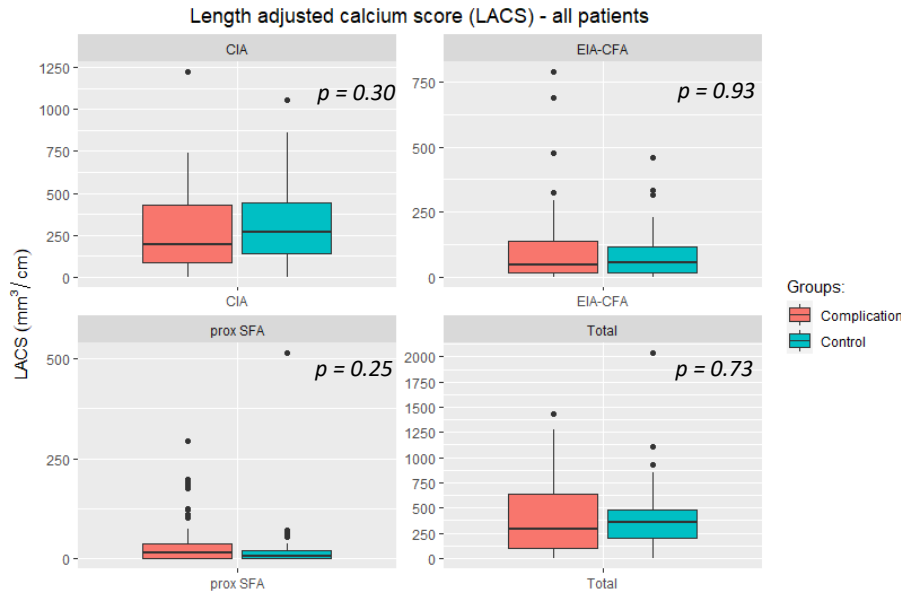 Length adjusted calcium score (LACS) - all patients
CIA
EIA-CFA
1250
1000
750
500
250
0
p = 0.30
750
500
250
0
p = 0.93
CIA
EIA-CFA
LACS (mm³/cm)
prox SFA
Total
500
250
0
p = 0.25
2000
1750
1500
1250
1000
750
500
250
0
p = 0.73
prox SFA
Total
Groups:
Complication
Control